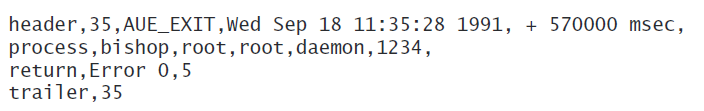 header,35,AUE_EXIT,Wed Sep 18 11:35:28 1991, + 570000 msec,
process,bishop,root,root,daemon,1234,
return,Error 0,5
trailer,35